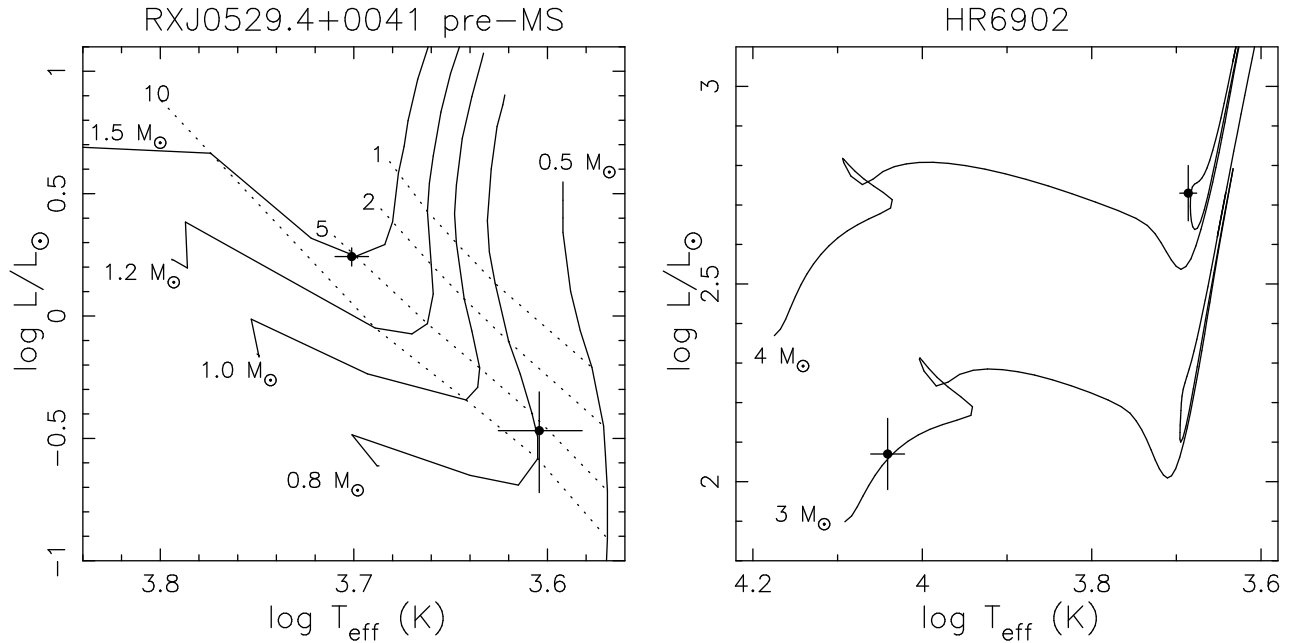 RXJ0529.4+0041 pre−MS
HR6902
log L/L⊙
1
0.5
0
−0.5
−1
10
1.5 M⊙
1
0.5 M⊙
2
5
1.2 M⊙
1.0 M⊙
0.8 M⊙
3.8
3.7
3.6
log Teff (K)
log L/L⊙
3
2.5
2
4 M⊙
3 M⊙
4.2
4
3.8
3.6
log Teff (K)